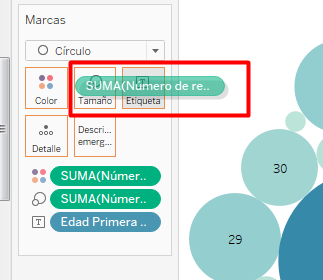 Marcas
Círculo
SUMA(Número de re..
Color
Tamaño
Etiqueta
Detalle
Descri...
emerg...
SUMA(Númer..
SUMA(Númer..
Edad Primera ..
30
29